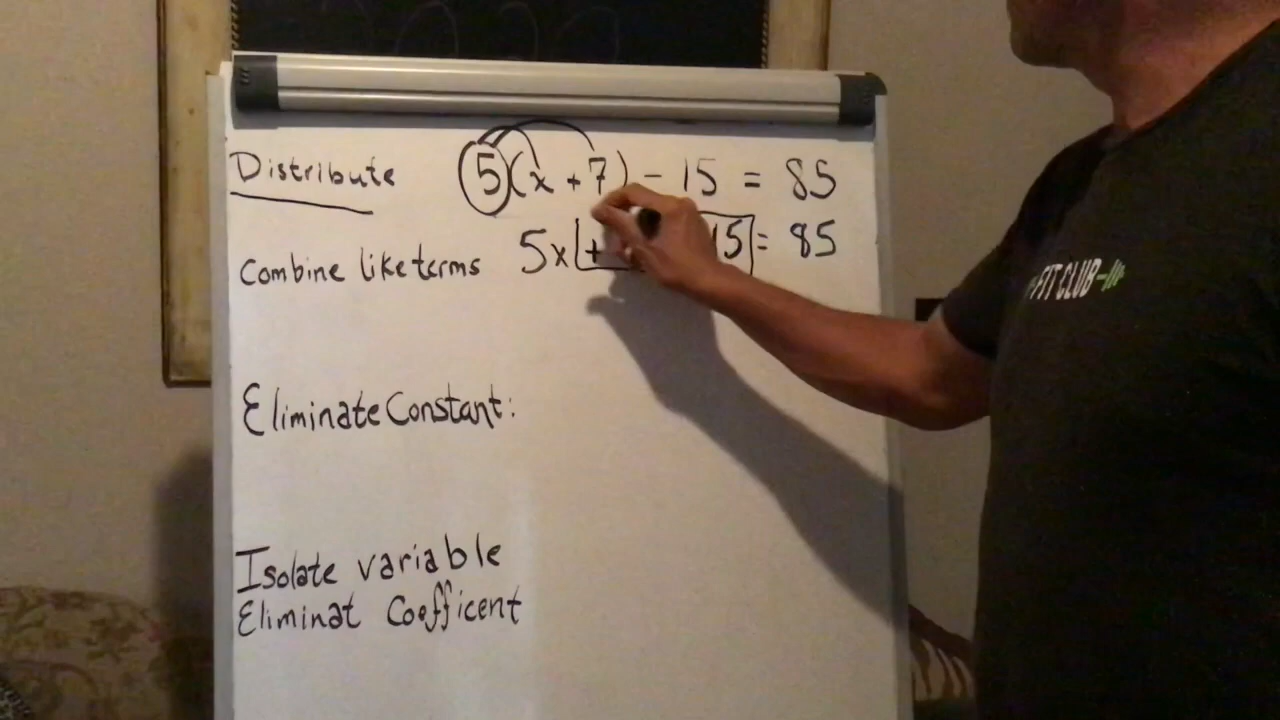 Distribute 5(x + 7) - 15 = 85
Combine like terms 5x + 15 = 85
Eliminate Constant:
Isolate variable
Eliminat Coefficent
FIT CLUB